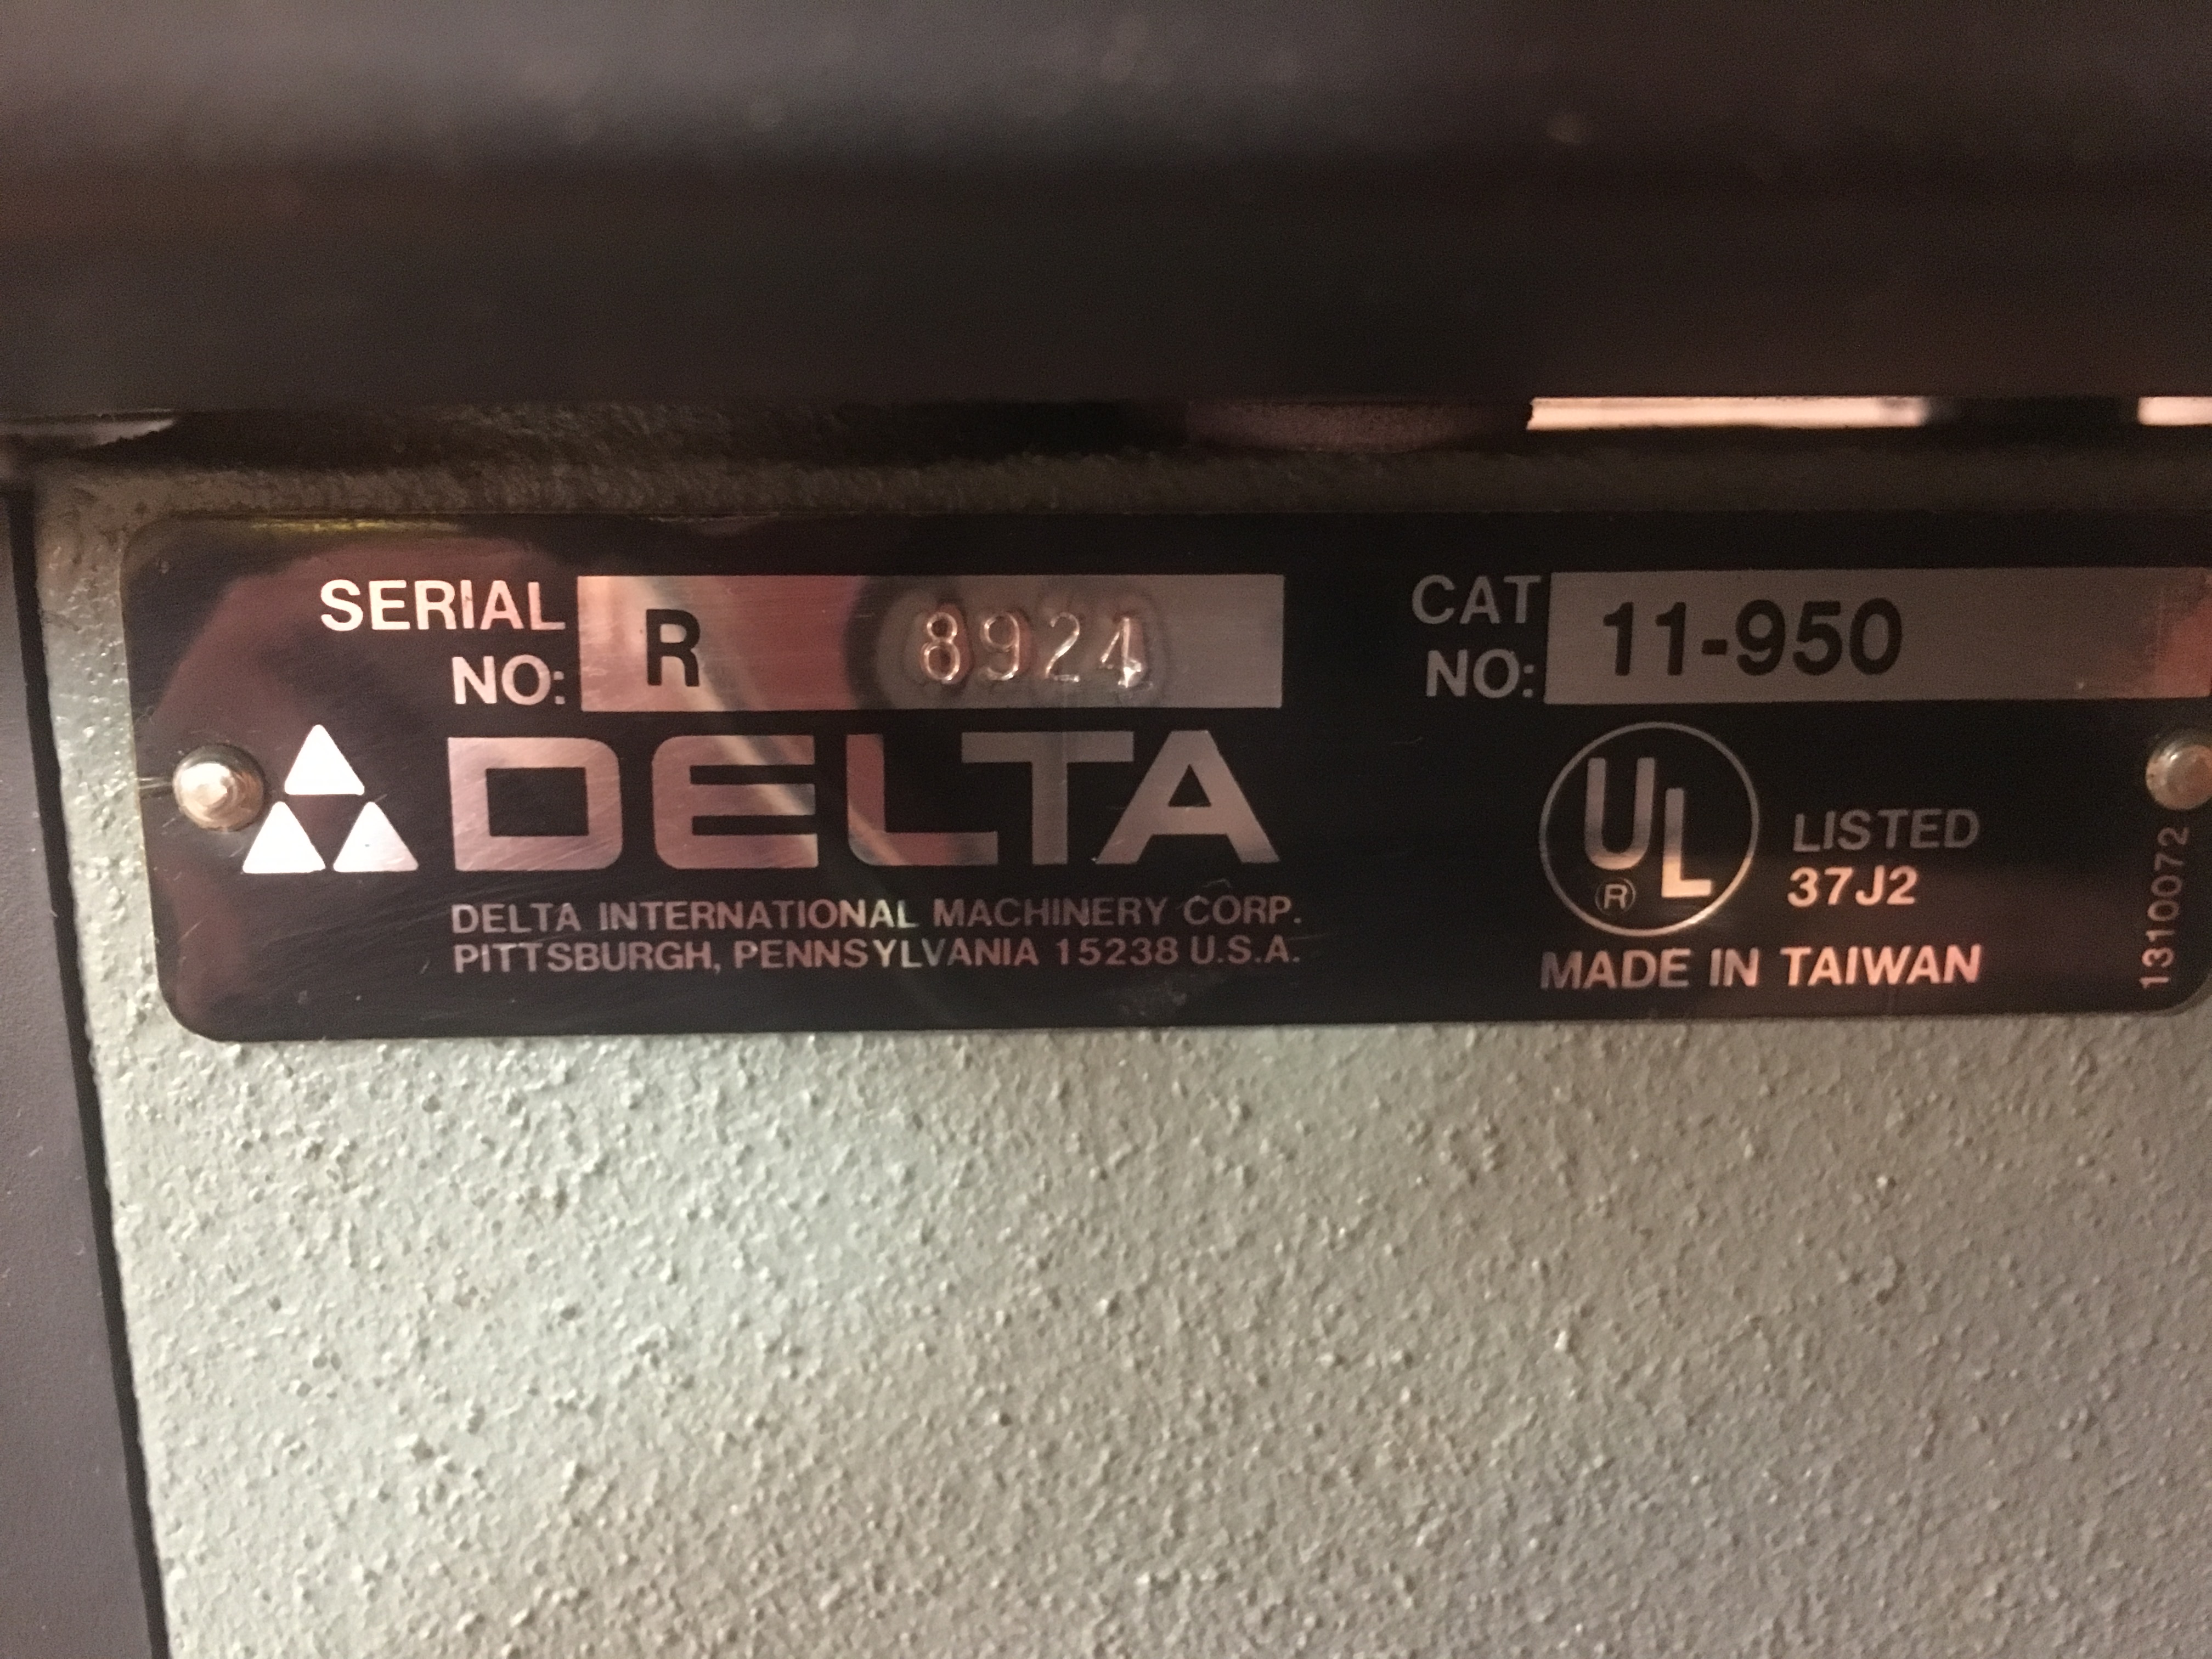 SERIAL NO: R 8924
CAT NO: 11-950
DELTA
DELTA INTERNATIONAL MACHINERY CORP.
PITTSBURGH, PENNSYLVANIA 15238 U.S.A.
UL ®
LISTED
37J2
MADE IN TAIWAN
1310072